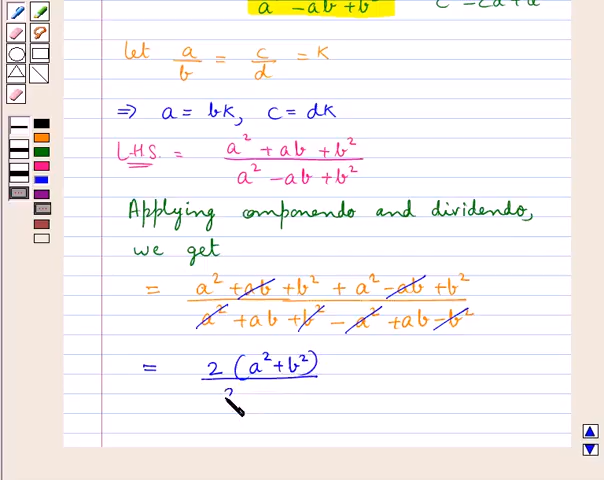 a² - ab + b²
let a/b = c/d = K
⇒ a = bK, c = dK
L.H.S. = (a² + ab + b²)/(a² - ab + b²)
Applying componendo and dividendo,
we get
= (a² + ab + b² + a² - ab + b²)/(a² + ab + b² - a² + ab - b²)
= 2(a² + b²)